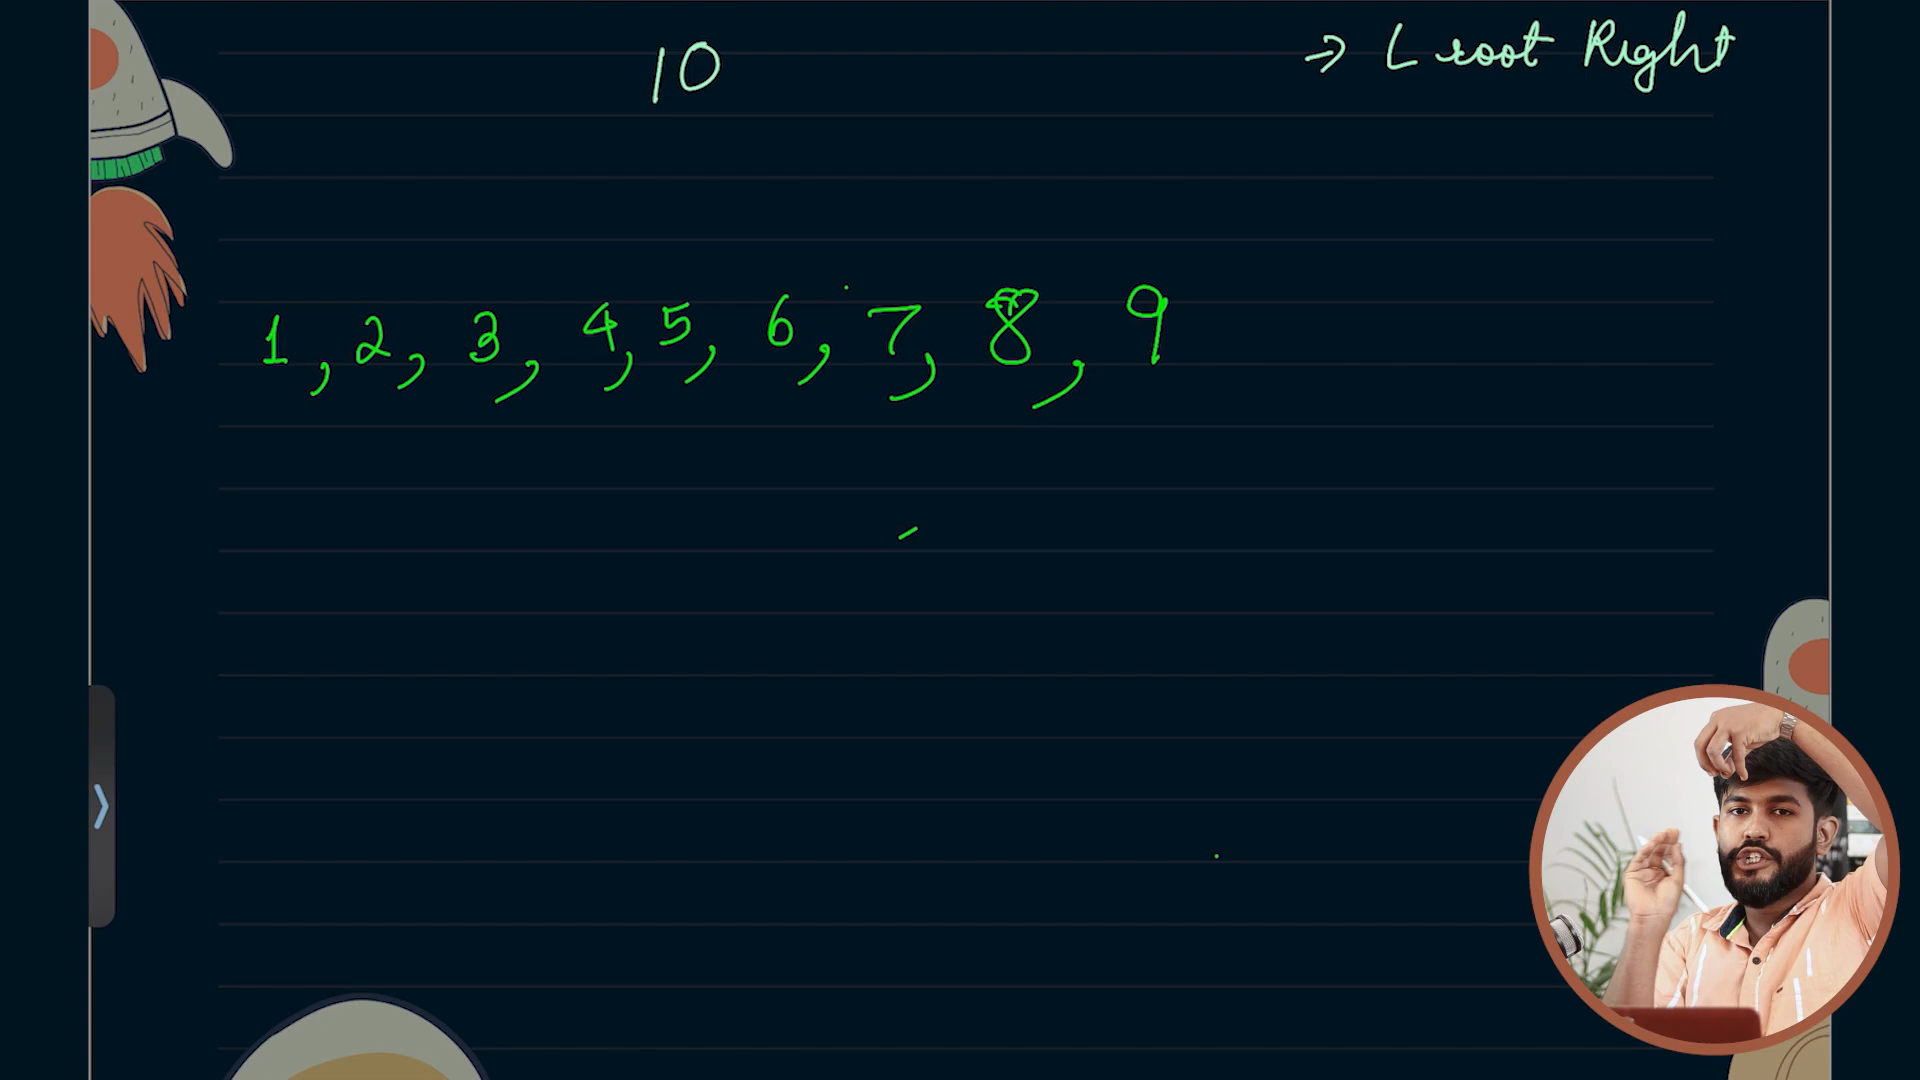 10 → L root Right
1, 2, 3, 4, 5, 6, 7, 8, 9